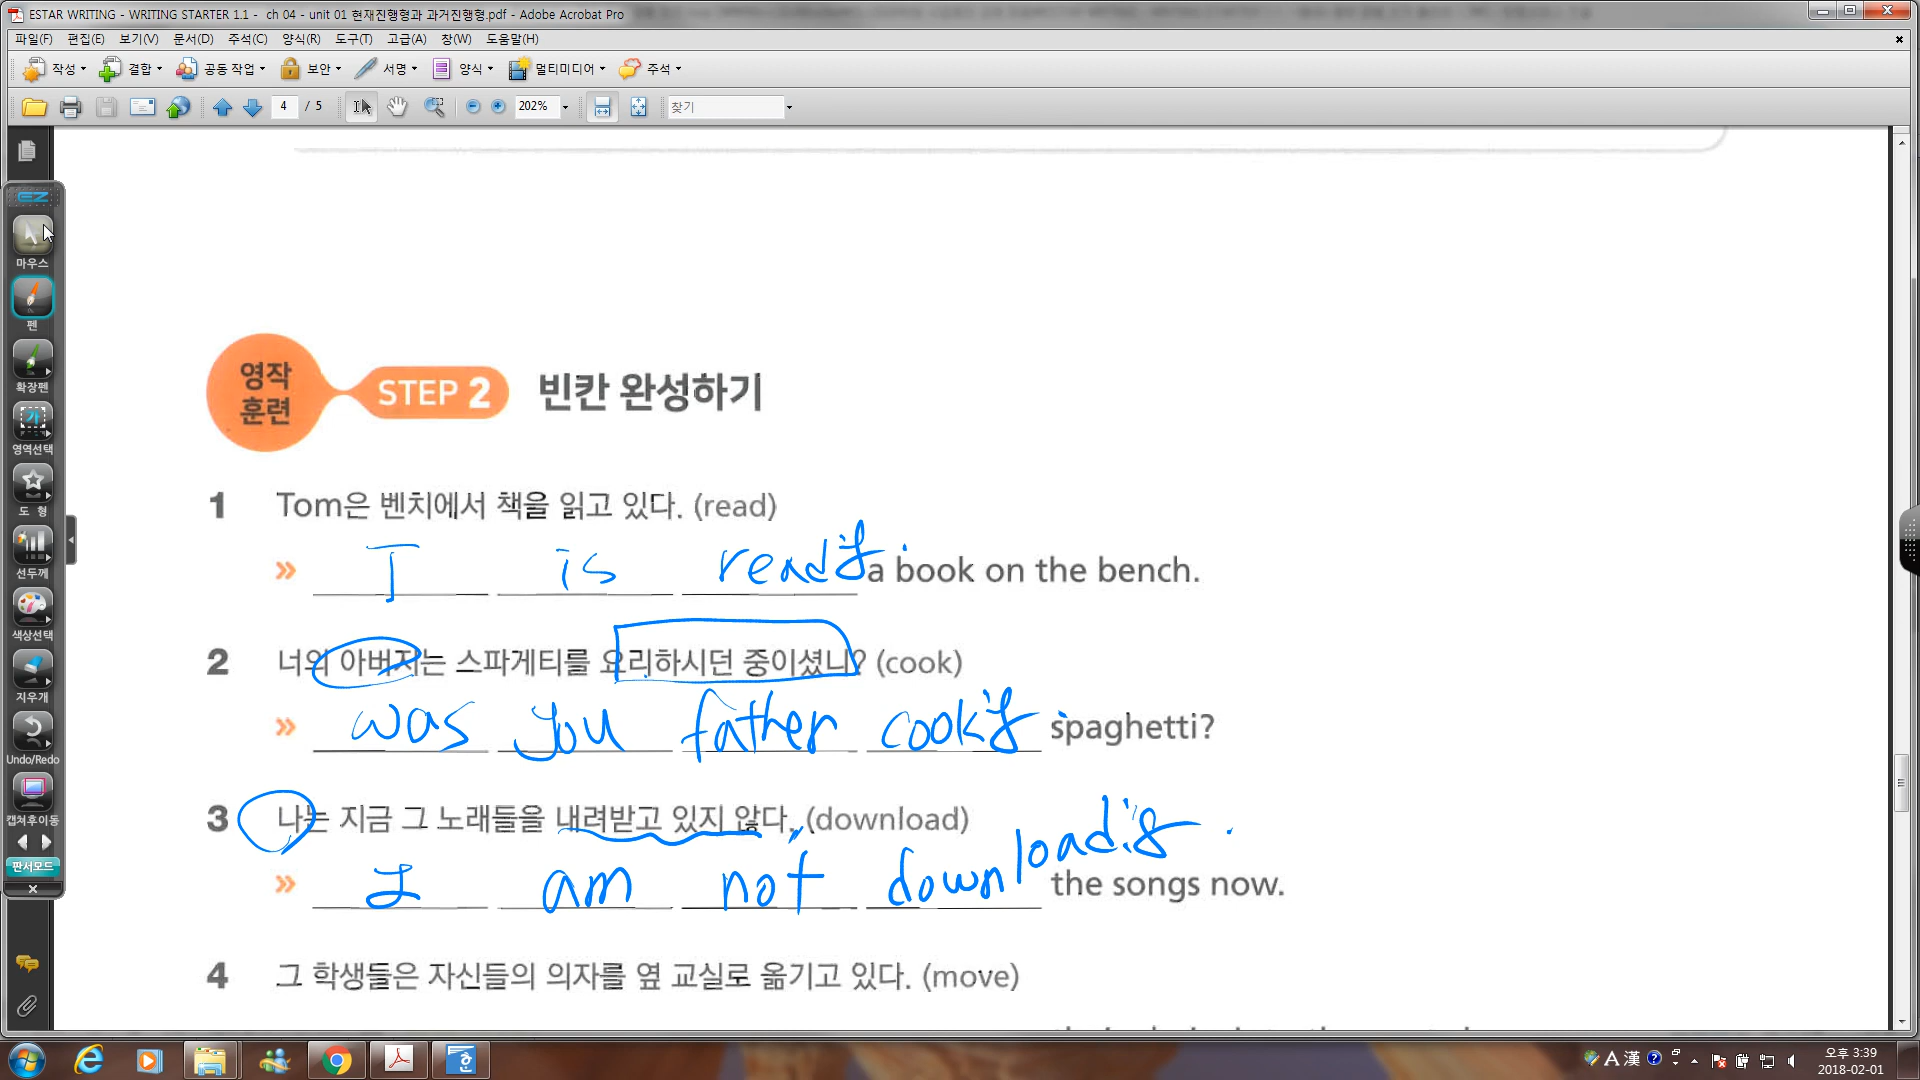 ESTAR WRITING - WRITING STARTER 1.1 - ch 04 - unit 01 현재진행형과 과거진행형.pdf - Adobe Acrobat Pro
파일(F) 편집(E) 보기(V) 문서(D) 주석(C) 양식(R) 도구(T) 고급(A) 창(W) 도움말(H)
작성 결합 공동 작업 보안 서명 양식 멀티미디어 주석
4 / 5 202% 찾기
EZ
마우스
펜
확장펜
가
영역선택
도 형
선두께
색상선택
지우개
Undo/Redo
캡쳐후이동
판서모드
영작
훈련
STEP 2 빈칸 완성하기
1 Tom은 벤치에서 책을 읽고 있다. (read)
» T is a book on the bench.
2 너의 아버지는 스파게티를 요리하시던 중이셨니? (cook)
» was you father spaghetti?
3 나는 지금 그 노래들을 내려받고 있지 않다. (download)
» I am not the songs now.
4 그 학생들은 자신들의 의자를 옆 교실로 옮기고 있다. (move)
A 漢
오후 3:39
2018-02-01